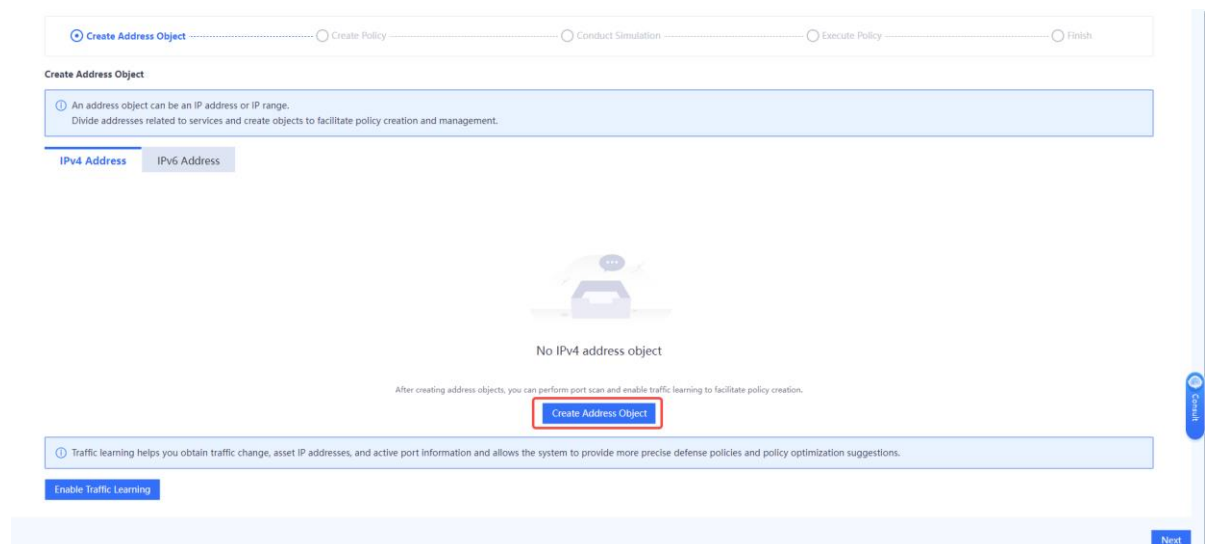 Create Address Object
Create Policy
Conduct Simulation
Execute Policy
Finish
Create Address Object
An address object can be an IP address or IP range.
Divide addresses related to services and create objects to facilitate policy creation and management.
IPv4 Address
IPv6 Address
No IPv4 address object
After creating address objects, you can perform port scan and enable traffic learning to facilitate policy creation.
Create Address Object
Consult
Traffic learning helps you obtain traffic change, asset IP addresses, and active port information and allows the system to provide more precise defense policies and policy optimization suggestions.
Enable Traffic Learning
Next